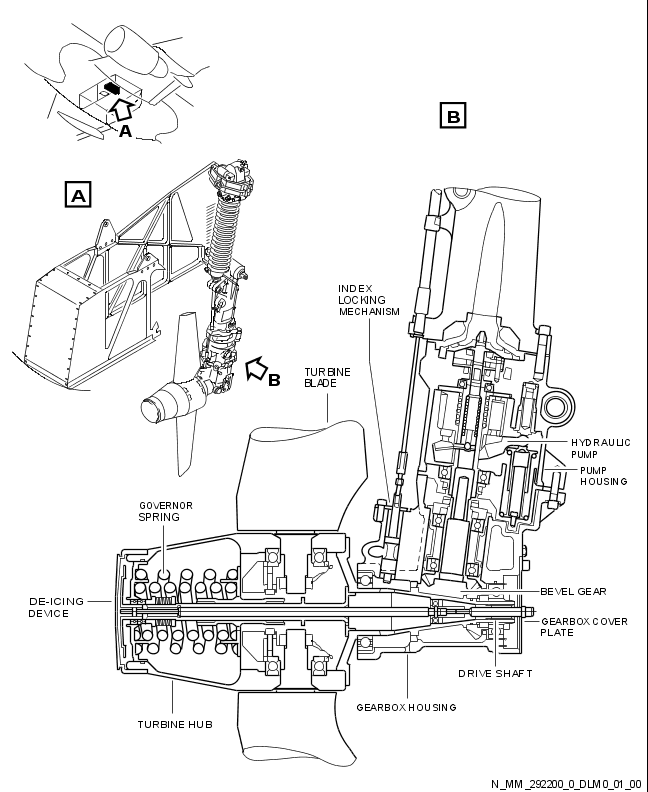 A
B
A
INDEX
LOCKING
MECHANISM
B
TURBINE
BLADE
HYDRAULIC
PUMP
PUMP
HOUSING
GOVERNOR
SPRING
DE-ICING
DEVICE
BEVEL GEAR
GEARBOX COVER
PLATE
DRIVE SHAFT
GEARBOX HOUSING
TURBINE HUB
N_MM_292200_0_DLM0_01_00